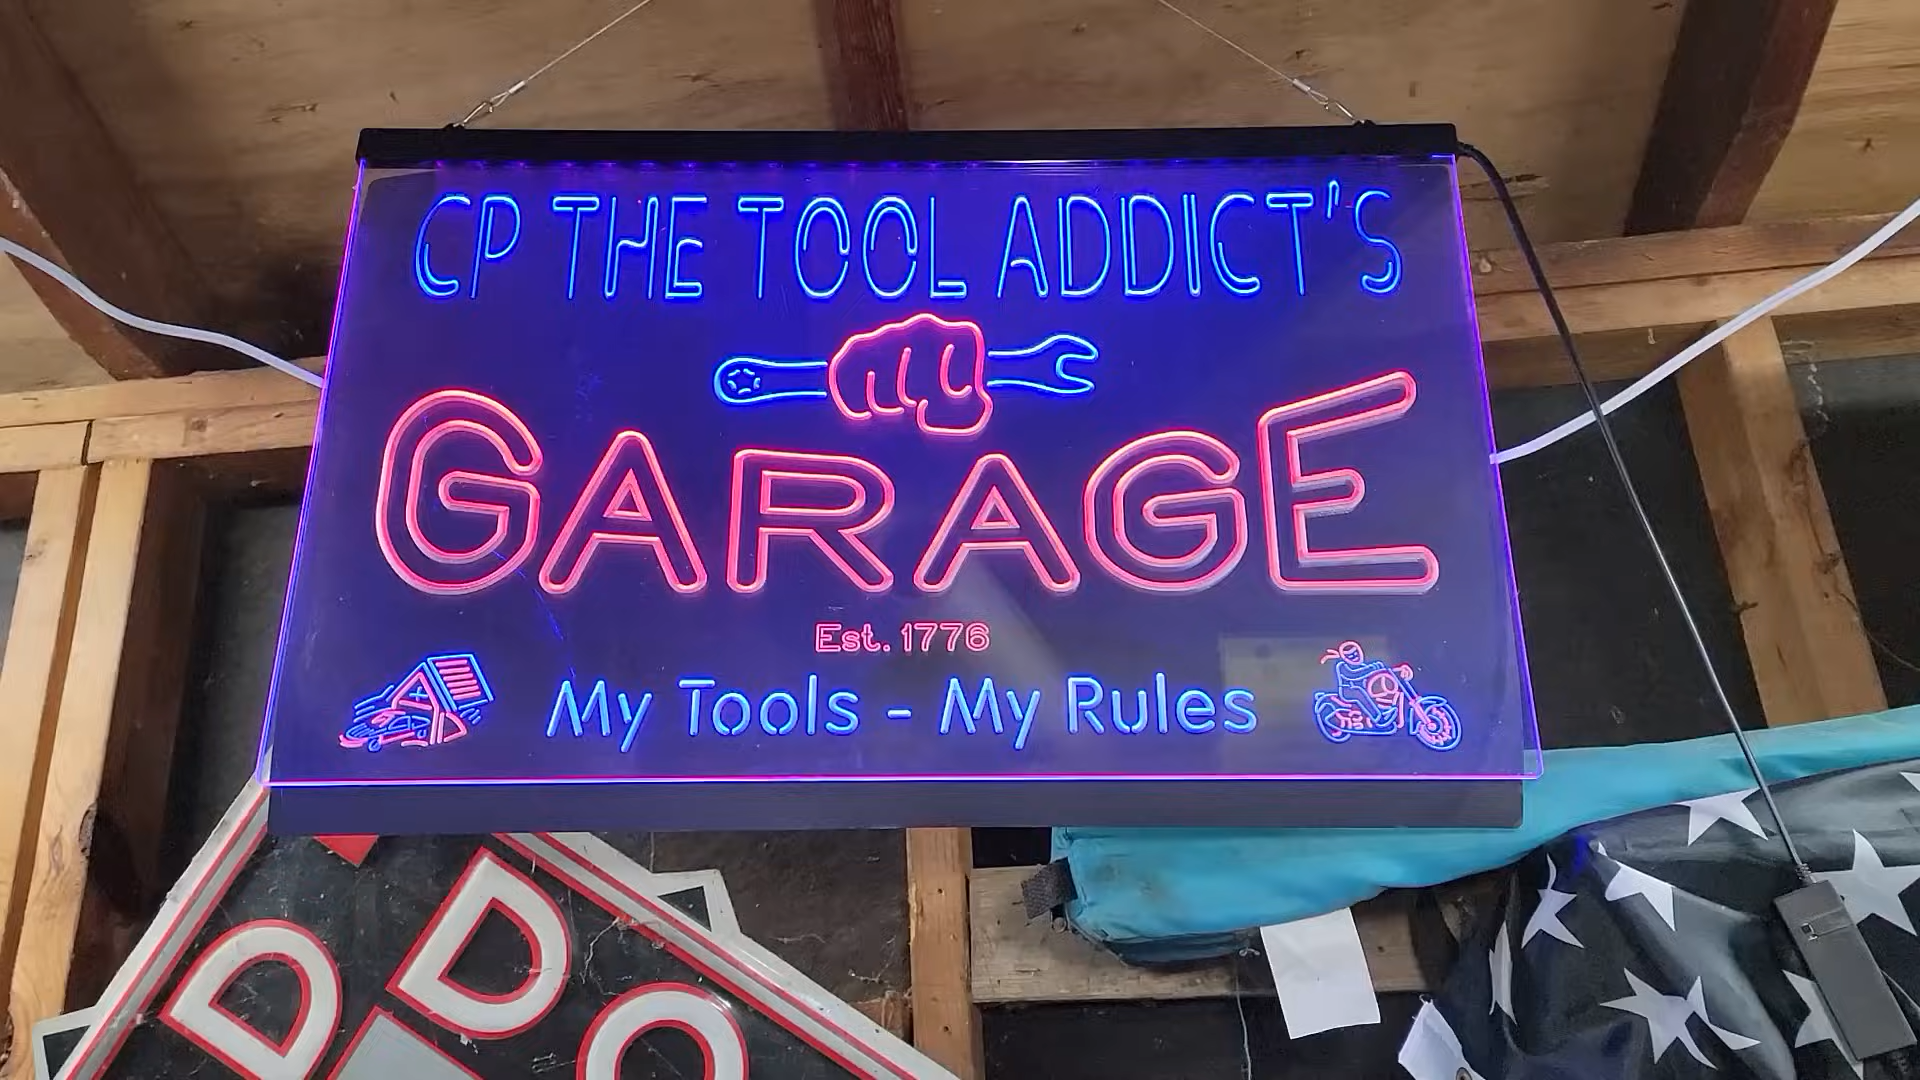 CP THE TOOL ADDICT'S
GARAGE
Est. 1776
My Tools - My Rules